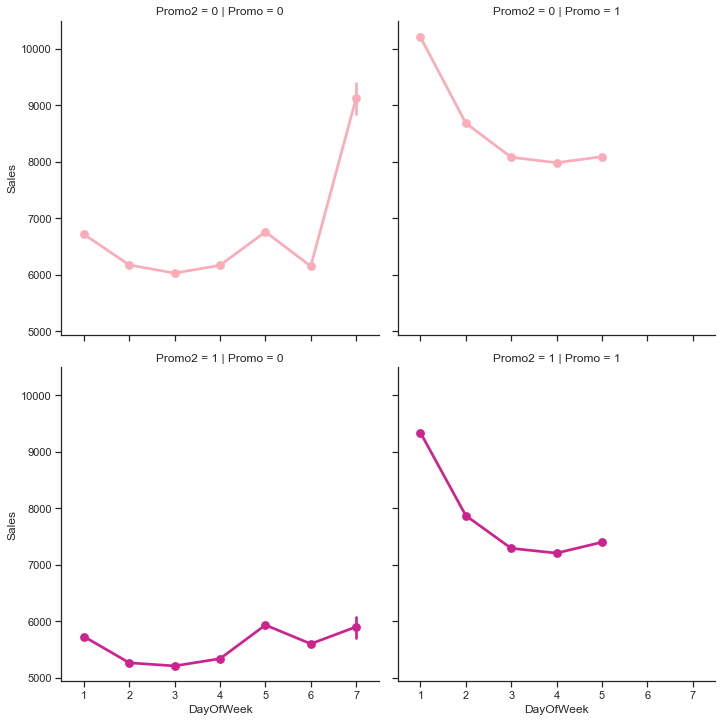 Promo2 = 0 | Promo = 0
Promo2 = 0 | Promo = 1
10000
9000
8000
7000
6000
5000
Sales
Promo2 = 1 | Promo = 0
Promo2 = 1 | Promo = 1
10000
9000
8000
7000
6000
5000
Sales
1 2 3 4 5 6 7
DayOfWeek
1 2 3 4 5 6 7
DayOfWeek